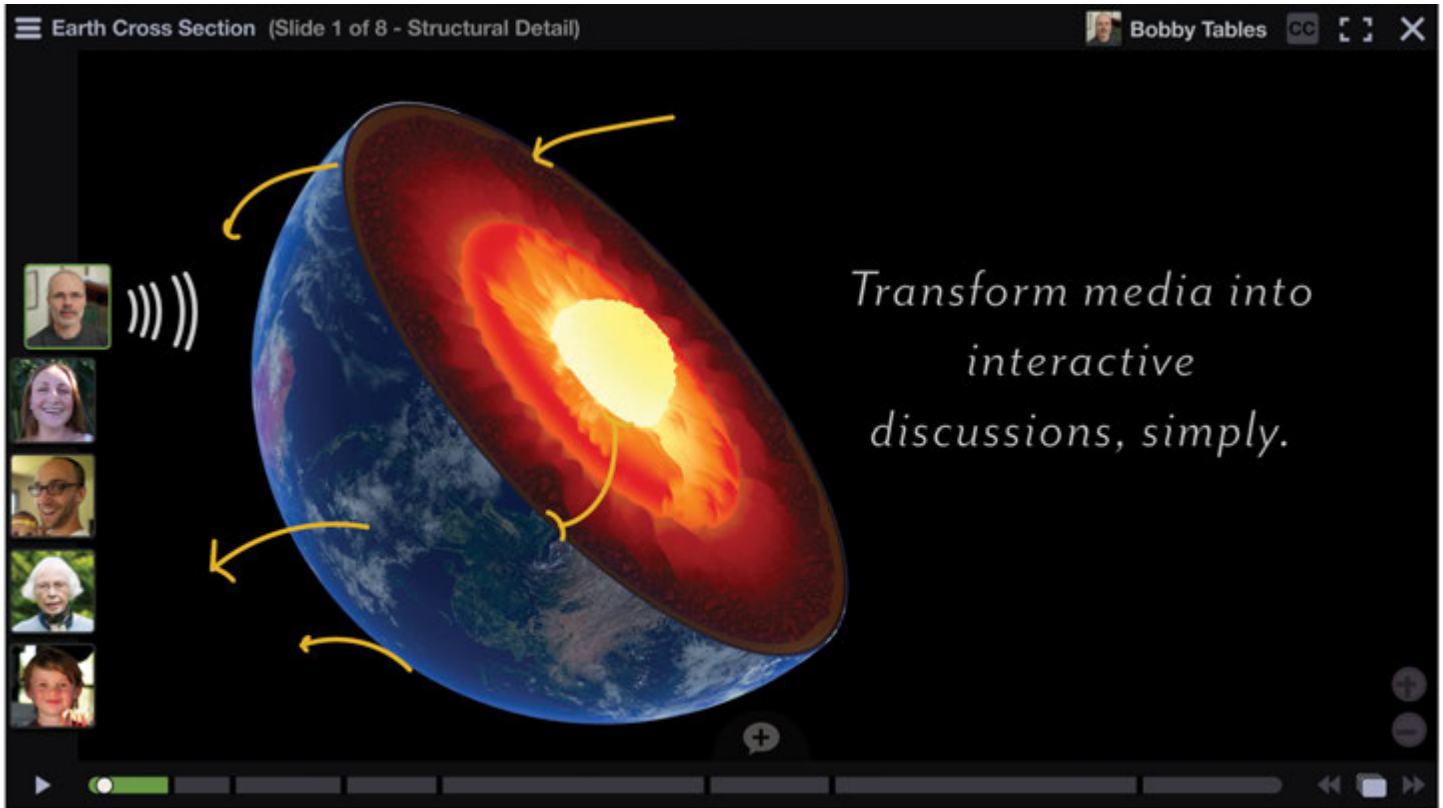 Earth Cross Section (Slide 1 of 8 - Structural Detail)
Bobby Tables
CC
Transform media into
interactive
discussions, simply.